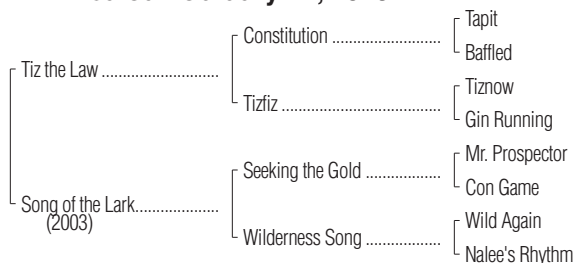 Tapit
Constitution ........................
Baffled
Tiz the Law ..........................
Tiznow
Tizfiz ...................................
Gin Running
Mr. Prospector
Seeking the Gold .................
Con Game
Song of the Lark..................
(2003)
Wild Again
Wilderness Song .................
Nalee's Rhythm